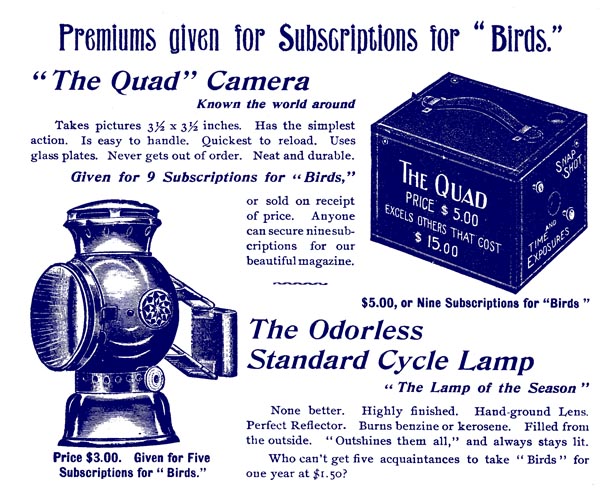 Premiums given for Subscriptions for "Birds."
"The Quad" Camera
Known the world around
Takes pictures 3½ x 3½ inches. Has the simplest
action. Is easy to handle. Quickest to reload. Uses
glass plates. Never gets out of order. Neat and durable.
Given for 9 Subscriptions for "Birds,"
or sold on receipt
of price. Anyone
can secure nine sub-
criptions for our
beautiful magazine.
THE QUAD
PRICE $5.00
EXCELS OTHERS THAT COST
$15.00
SNAP
SHOT
AND
TIME
EXPOSURES
$5.00, or Nine Subscriptions for "Birds"
The Odorless
Standard Cycle Lamp
"The Lamp of the Season"
None better. Highly finished. Hand-ground Lens.
Perfect Reflector. Burns benzine or kerosene. Filled from
the outside. "Outshines them all," and always stays lit.
Who can't get five acquaintances to take "Birds" for
one year at $1.50?
Price $3.00. Given for Five
Subscriptions for "Birds."